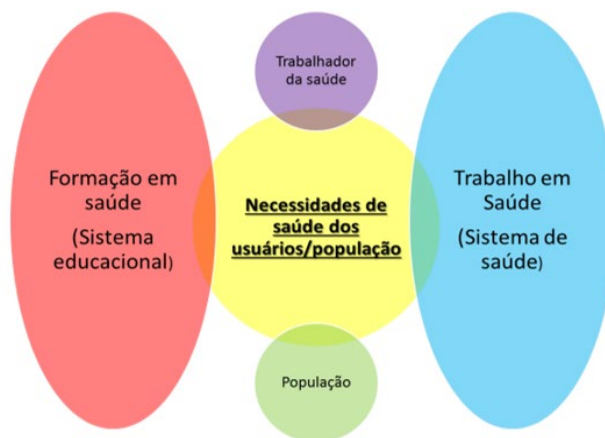 Trabalhador
da saúde
Formação em
saúde
(Sistema
educacional)
Necessidades de
saúde dos
usuários/população
Trabalho em
Saúde
(Sistema de
saúde)
População